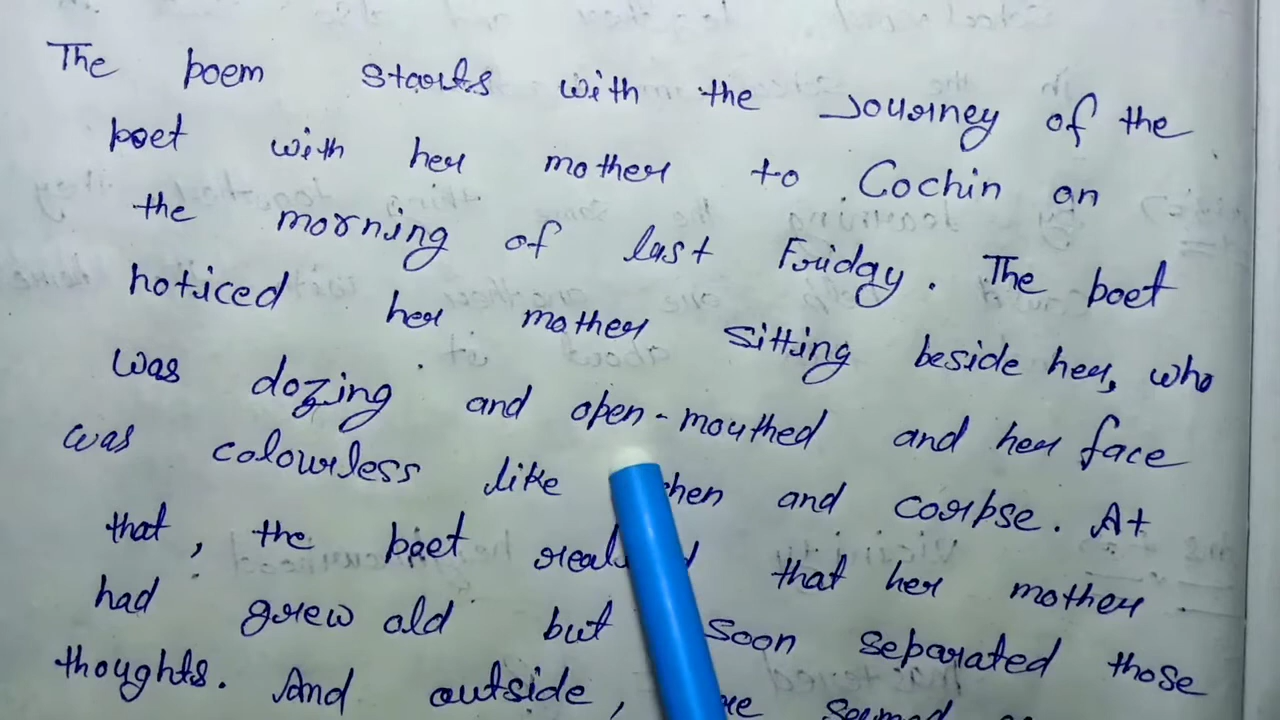 The poem starts with the Journey of the
poet with her mother to Cochin on
the morning of last Friday. The poet
noticed her mother sitting beside her, who
was dozing and open-mouthed and her face
was colourless like and corpse. At
that, the poet that her mother
had grew old but soon separated those
thoughts. And outside, seemed